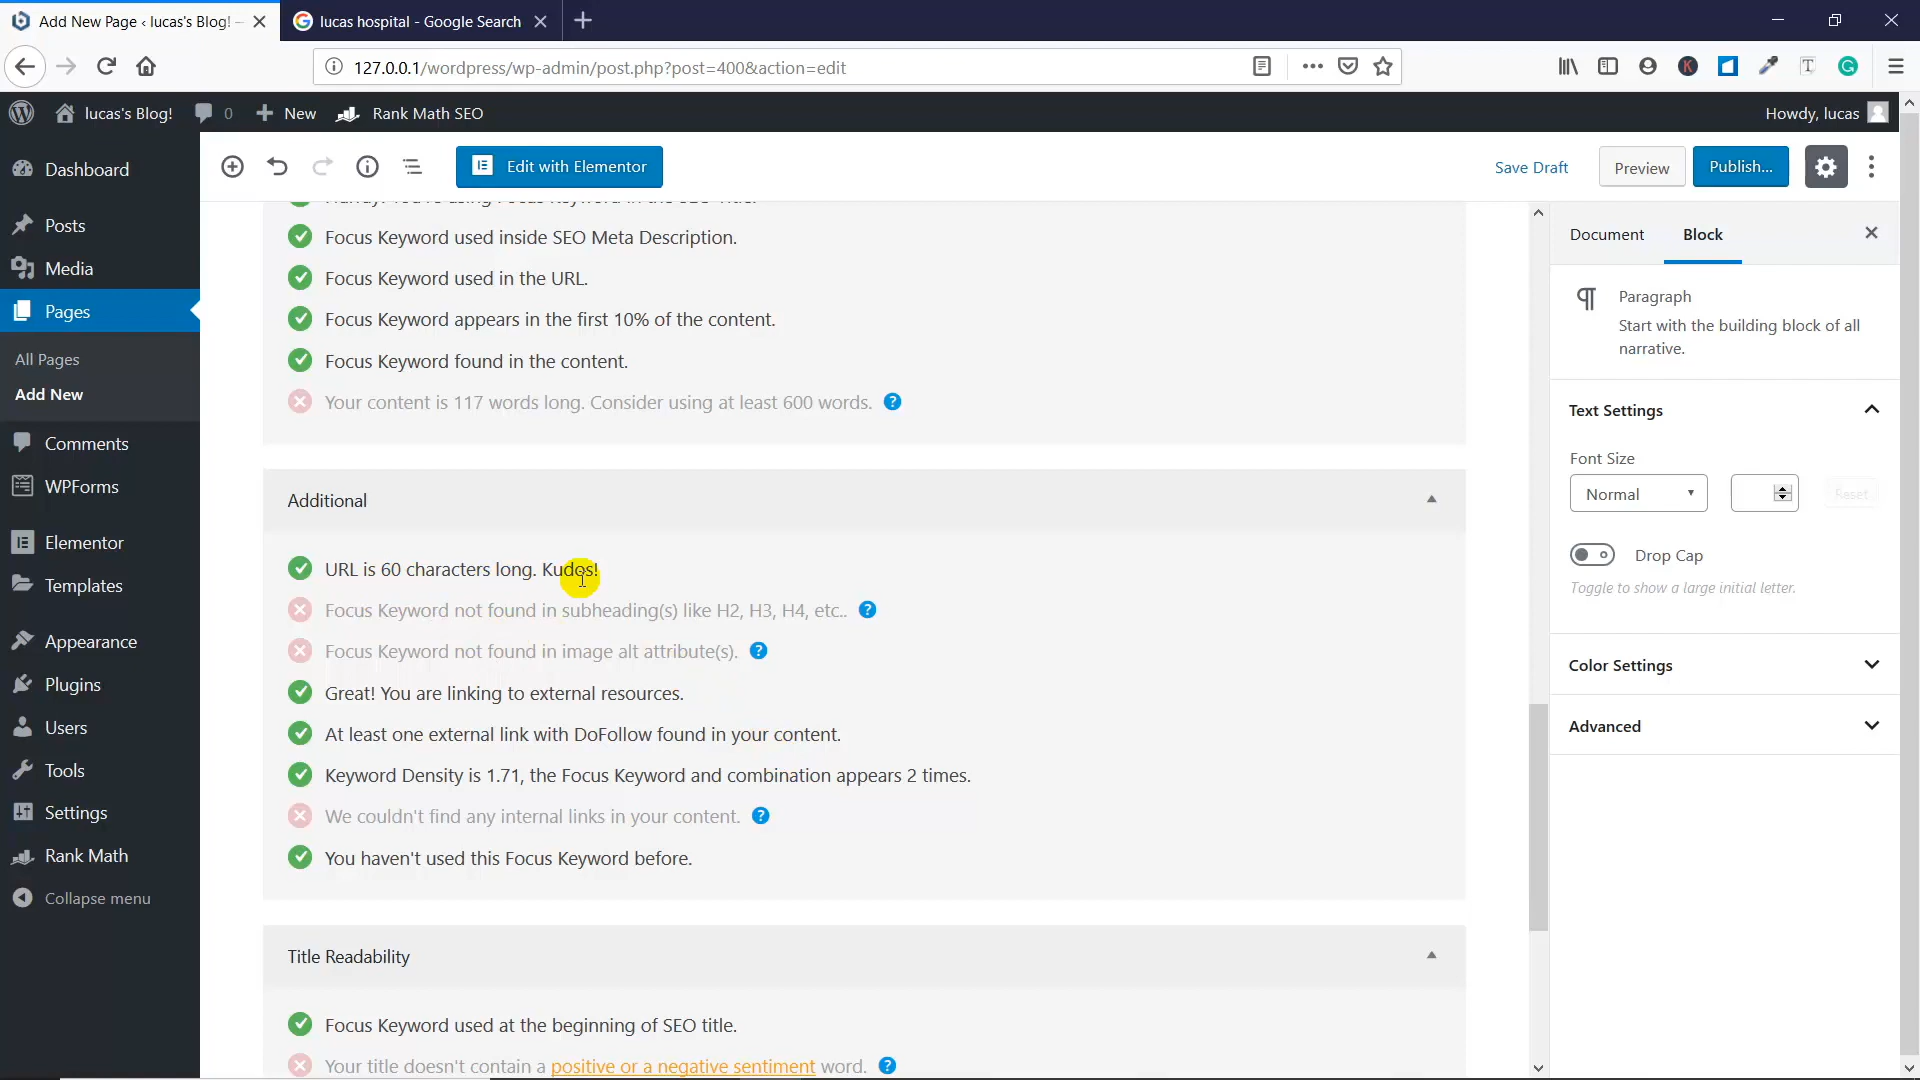 Add New Page ‹ lucas's Blog! –
lucas hospital - Google Search
127.0.0.1/wordpress/wp-admin/post.php?post=400&action=edit
lucas's Blog!
0
New
Rank Math SEO
Howdy, lucas
Dashboard
Posts
Media
Pages
All Pages
Add New
Comments
WPForms
Elementor
Templates
Appearance
Plugins
Users
Tools
Settings
Rank Math
Collapse menu
Edit with Elementor
Save Draft
Preview
Publish...
Focus Keyword used inside SEO Meta Description.
Focus Keyword used in the URL.
Focus Keyword appears in the first 10% of the content.
Focus Keyword found in the content.
Your content is 117 words long. Consider using at least 600 words.
Additional
URL is 60 characters long. Kudos!
Focus Keyword not found in subheading(s) like H2, H3, H4, etc..
Focus Keyword not found in image alt attribute(s).
Great! You are linking to external resources.
At least one external link with DoFollow found in your content.
Keyword Density is 1.71, the Focus Keyword and combination appears 2 times.
We couldn't find any internal links in your content.
You haven't used this Focus Keyword before.
Title Readability
Focus Keyword used at the beginning of SEO title.
Your title doesn't contain a positive or a negative sentiment word.
Document
Block
Paragraph
Start with the building block of all
narrative.
Text Settings
Font Size
Normal
Reset
Drop Cap
Toggle to show a large initial letter.
Color Settings
Advanced